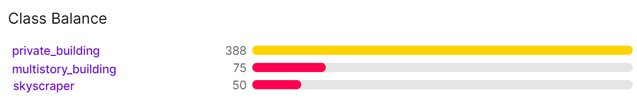 Class Balance
private_building 388
multistory_building 75
skyscraper 50